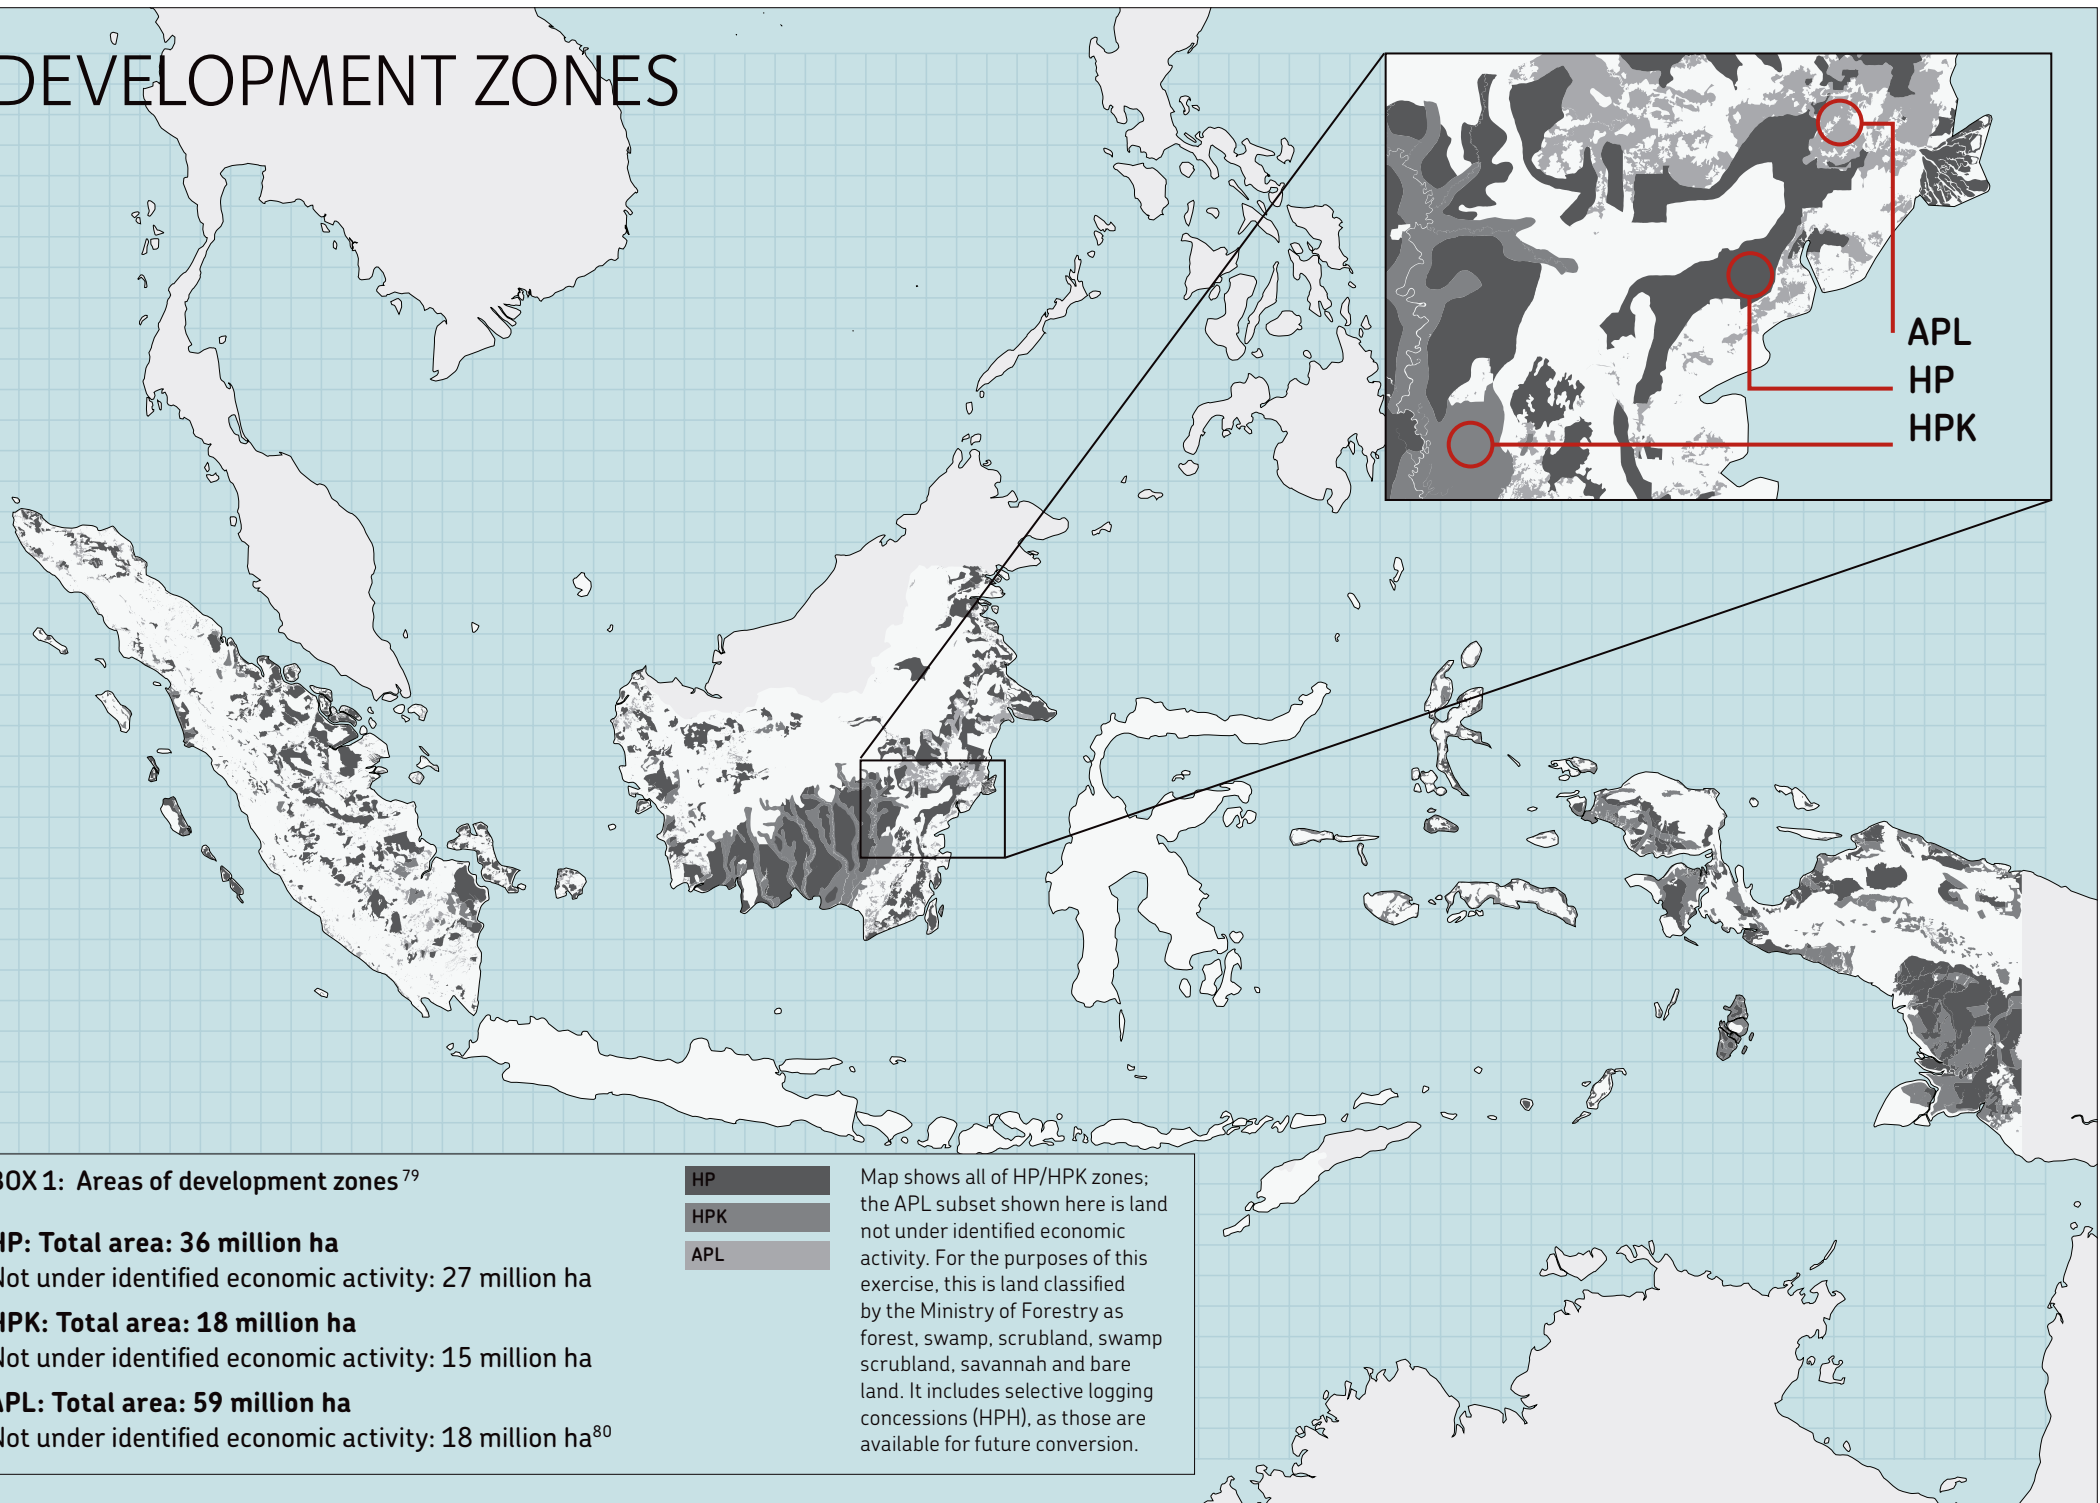 DEVELOPMENT ZONES
APL
HP
HPK
BOX 1: Areas of development zones 79
HP: Total area: 36 million ha
Not under identified economic activity: 27 million ha
HPK: Total area: 18 million ha
Not under identified economic activity: 15 million ha
APL: Total area: 59 million ha
Not under identified economic activity: 18 million ha80
HP
HPK
APL
Map shows all of HP/HPK zones;
the APL subset shown here is land
not under identified economic
activity. For the purposes of this
exercise, this is land classified
by the Ministry of Forestry as
forest, swamp, scrubland, swamp
scrubland, savannah and bare
land. It includes selective logging
concessions (HPH), as those are
available for future conversion.